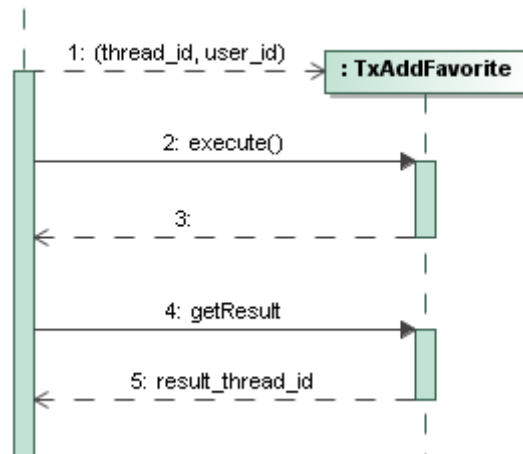 1: (thread_id, user_id)
: TxAddFavorite
2: execute()
3:
4: getResult
5: result_thread_id